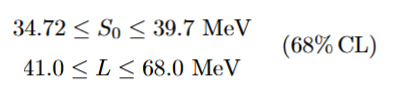 34.72 ≤ S₀ ≤ 39.7 MeV
(68% CL)
41.0 ≤ L ≤ 68.0 MeV